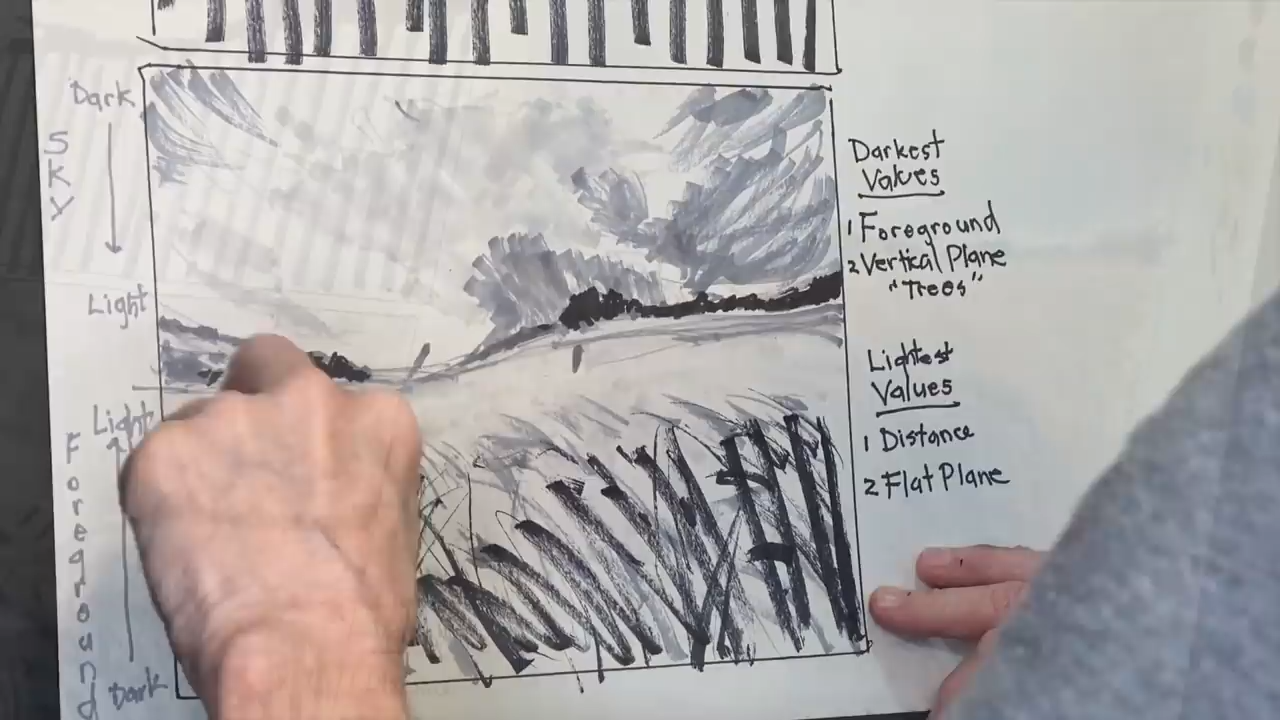 Dark
SKY
Light
Light
Foreground
Dark
Darkest
Values
1 Foreground
2 Vertical Plane
"Trees"
Lightest
Values
1 Distance
2 Flat Plane